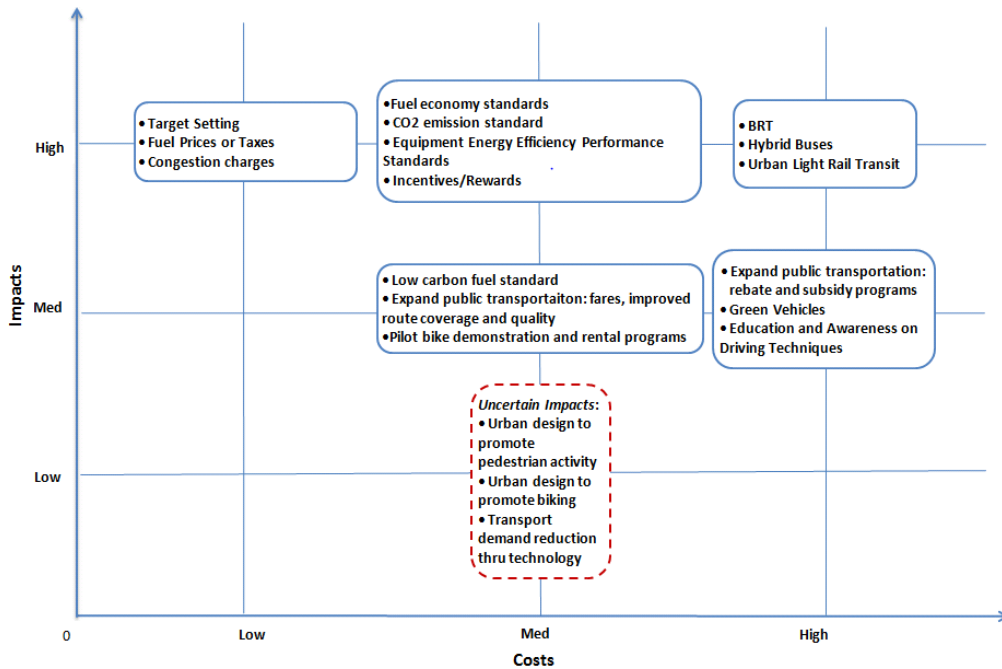 Impacts
High
Med
Low
0
Low
Med
High
Costs
• Target Setting
• Fuel Prices or Taxes
• Congestion charges
•Fuel economy standards
• CO2 emission standard
• Equipment Energy Efficiency Performance
Standards
• Incentives/Rewards
• BRT
• Hybrid Buses
• Urban Light Rail Transit
• Low carbon fuel standard
• Expand public transportaiton: fares, improved
route coverage and quality
•Pilot bike demonstration and rental programs
• Expand public transportation:
rebate and subsidy programs
• Green Vehicles
• Education and Awareness on
Driving Techniques
Uncertain Impacts:
• Urban design to
promote
pedestrian activity
• Urban design to
promote biking
• Transport
demand reduction
thru technology